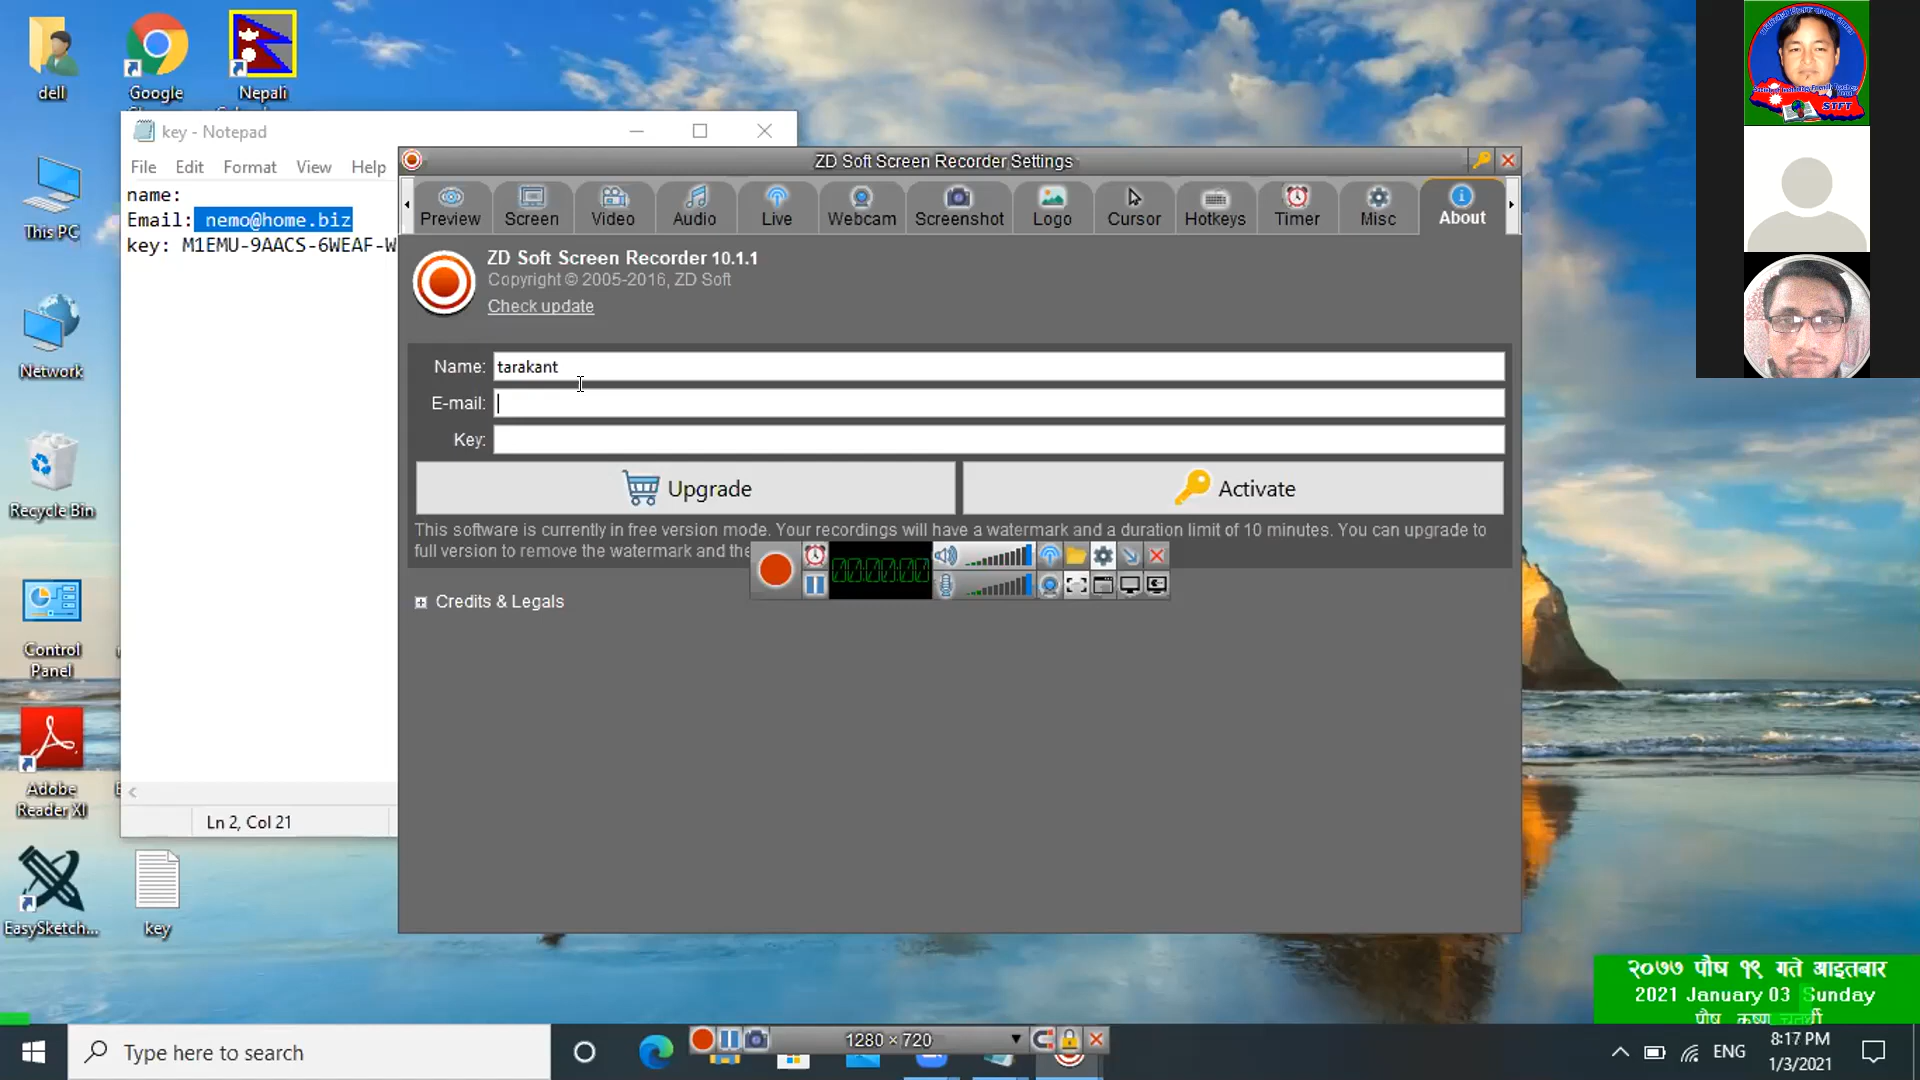 dell
Google
Nepali
This PC
Network
Recycle Bin
Control
Panel
Adobe
Reader XI
EasySketch...
key
key - Notepad
File Edit Format View Help
name:
Email: nemo@home.biz
key: M1EMU-9AACS-6WEAF-W
Ln 2, Col 21
ZD Soft Screen Recorder Settings
Preview Screen Video Audio Live Webcam Screenshot Logo Cursor Hotkeys Timer Misc About
ZD Soft Screen Recorder 10.1.1
Copyright © 2005-2016, ZD Soft
Check update
Name: tarakant
E-mail:
Key:
Upgrade
Activate
This software is currently in free version mode. Your recordings will have a watermark and a duration limit of 10 minutes. You can upgrade to
full version to remove the watermark and the
00:00:00
Credits & Legals
STFT
२०७७ पौष १९ गते आइतबार
2021 January 03 Sunday
पौष कृष्ण चतुर्थी
Type here to search
1280 × 720
ENG
8:17 PM
1/3/2021